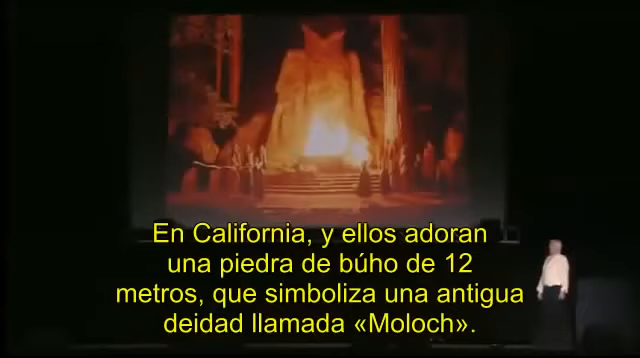 En California, y ellos adoran
una piedra de búho de 12
metros, que simboliza una antigua
deidad llamada «Moloch».